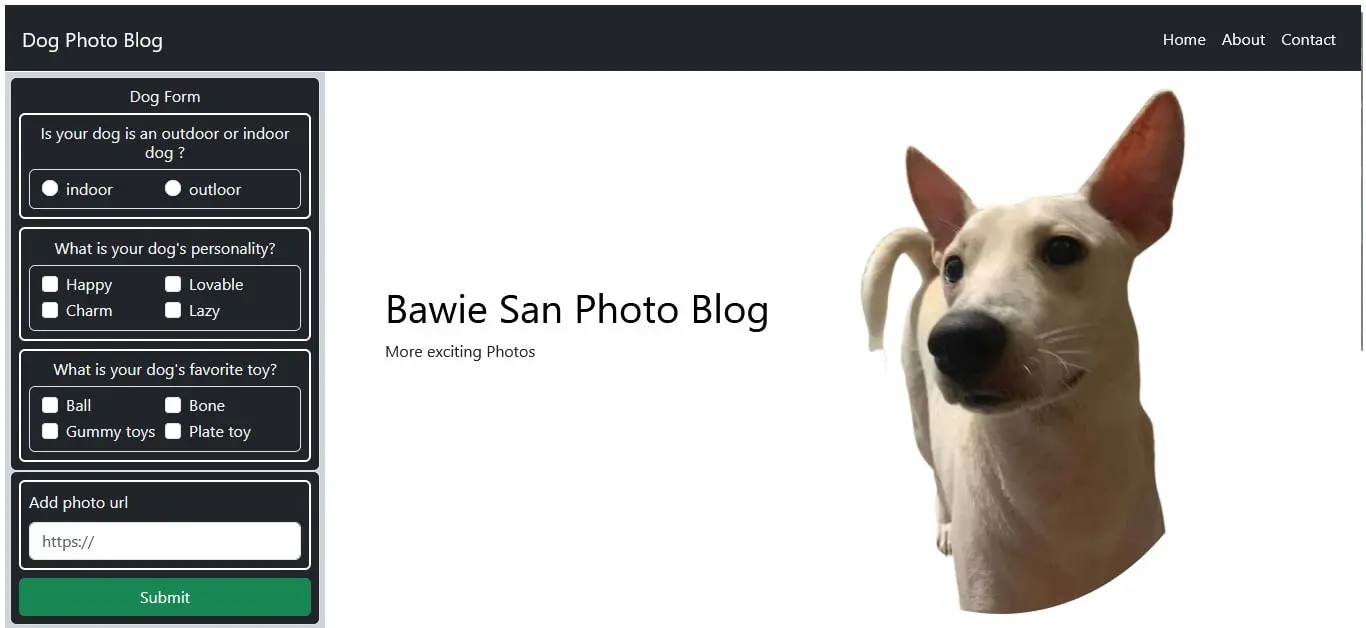 Dog Photo Blog
Home About Contact
Dog Form
Is your dog is an outdoor or indoor
dog ?
indoor outloor
What is your dog's personality?
Happy Lovable
Charm Lazy
What is your dog's favorite toy?
Ball Bone
Gummy toys Plate toy
Add photo url
https://
Submit
Bawie San Photo Blog
More exciting Photos